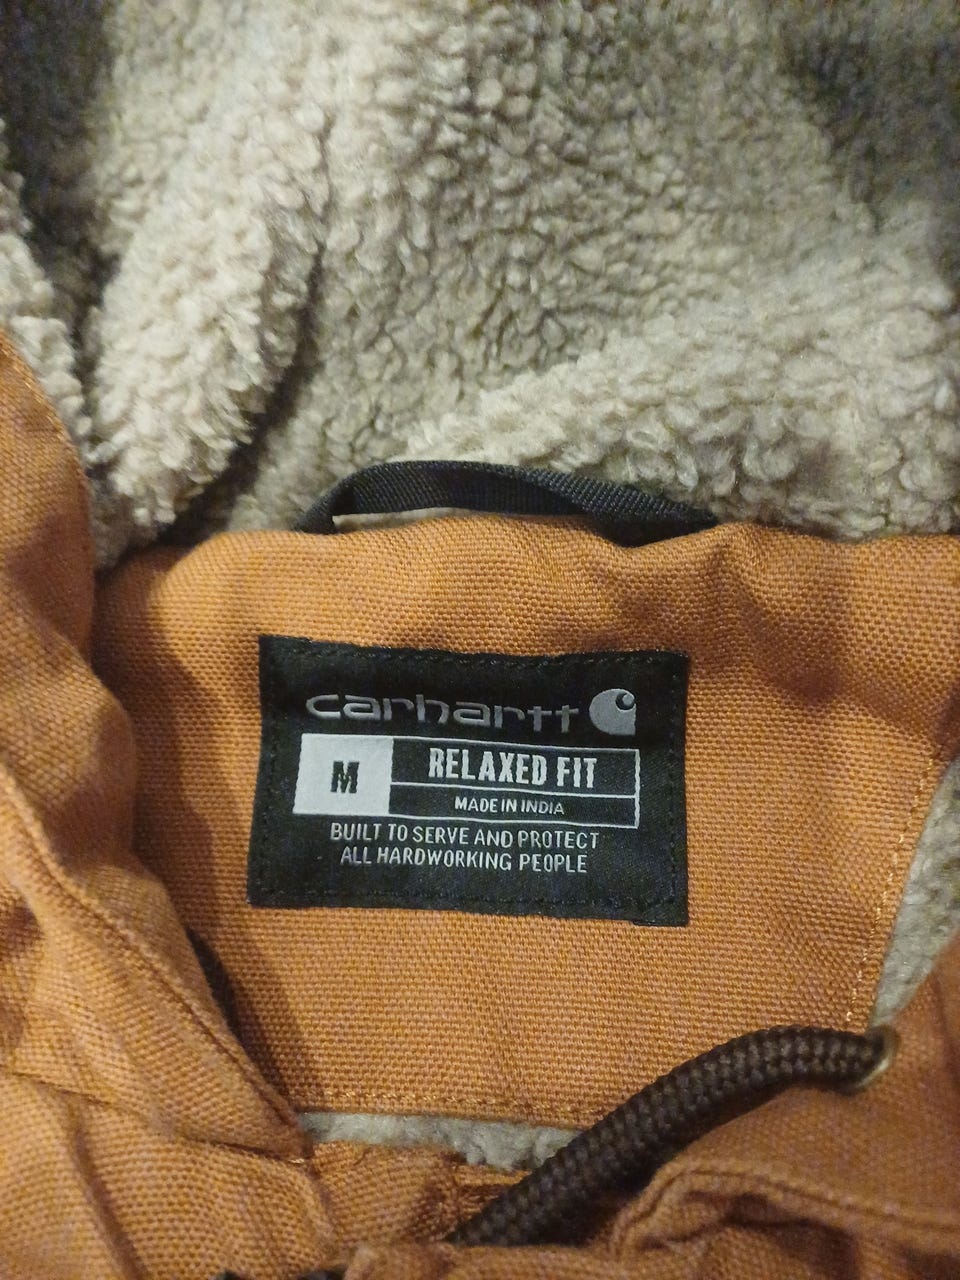 carhartt
M
RELAXED FIT
MADE IN INDIA
BUILT TO SERVE AND PROTECT
ALL HARDWORKING PEOPLE